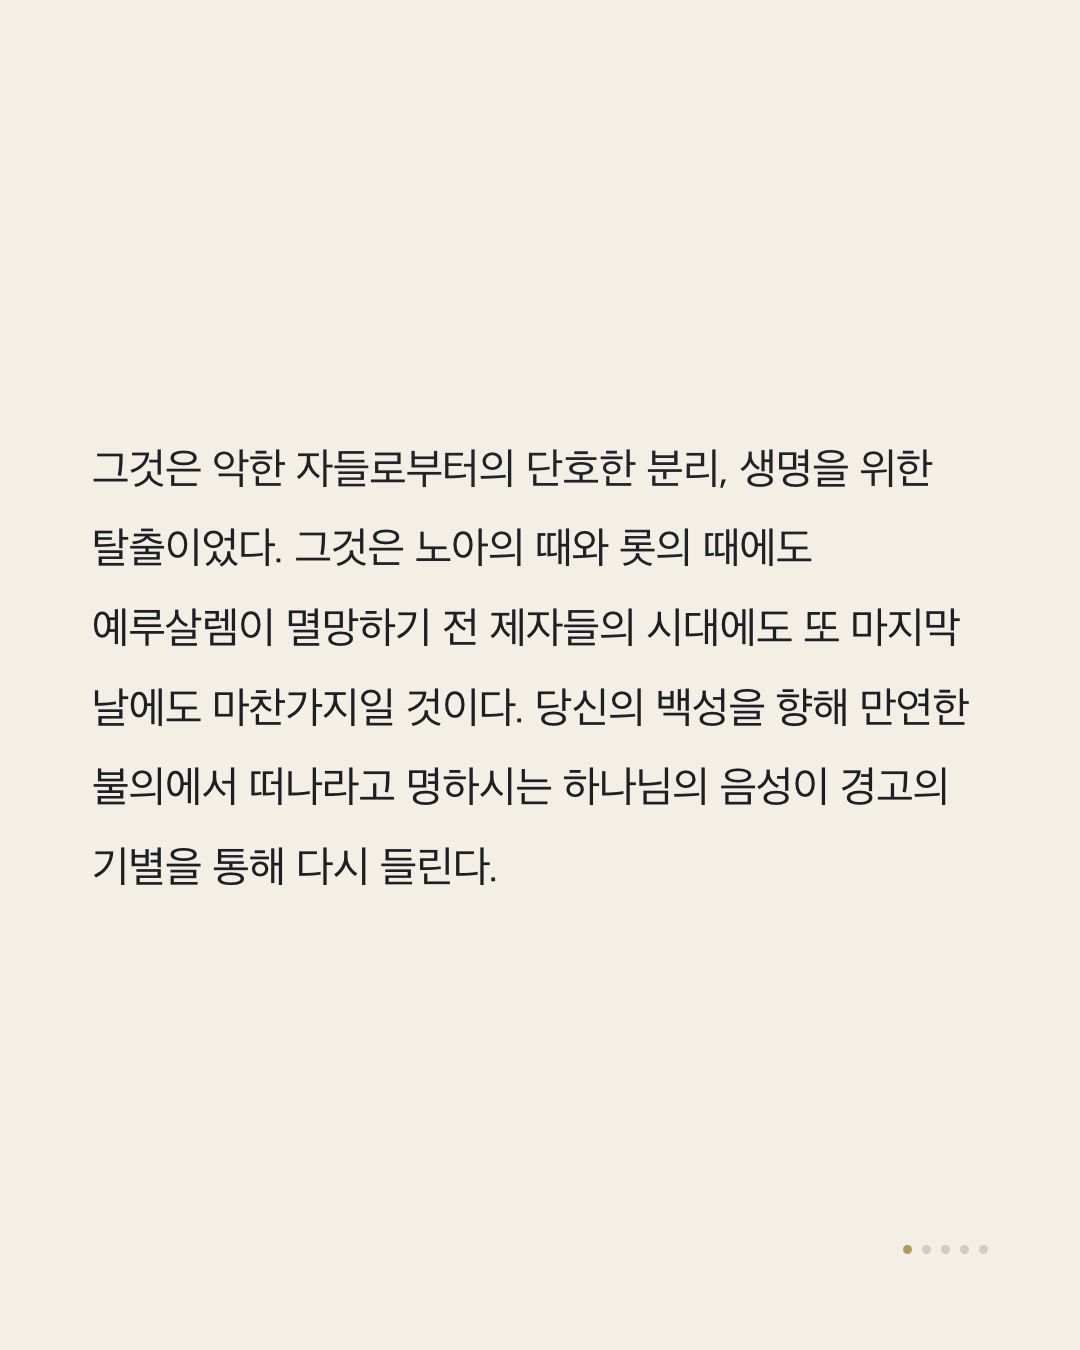 그것은 악한 자들로부터의 단호한 분리, 생명을 위한
탈출이었다. 그것은 노아의 때와 롯의 때에도
예루살렘이 멸망하기 전 제자들의 시대에도 또 마지막
날에도 마찬가지일 것이다. 당신의 백성을 향해 만연한
불의에서 떠나라고 명하시는 하나님의 음성이 경고의
기별을 통해 다시 들린다.